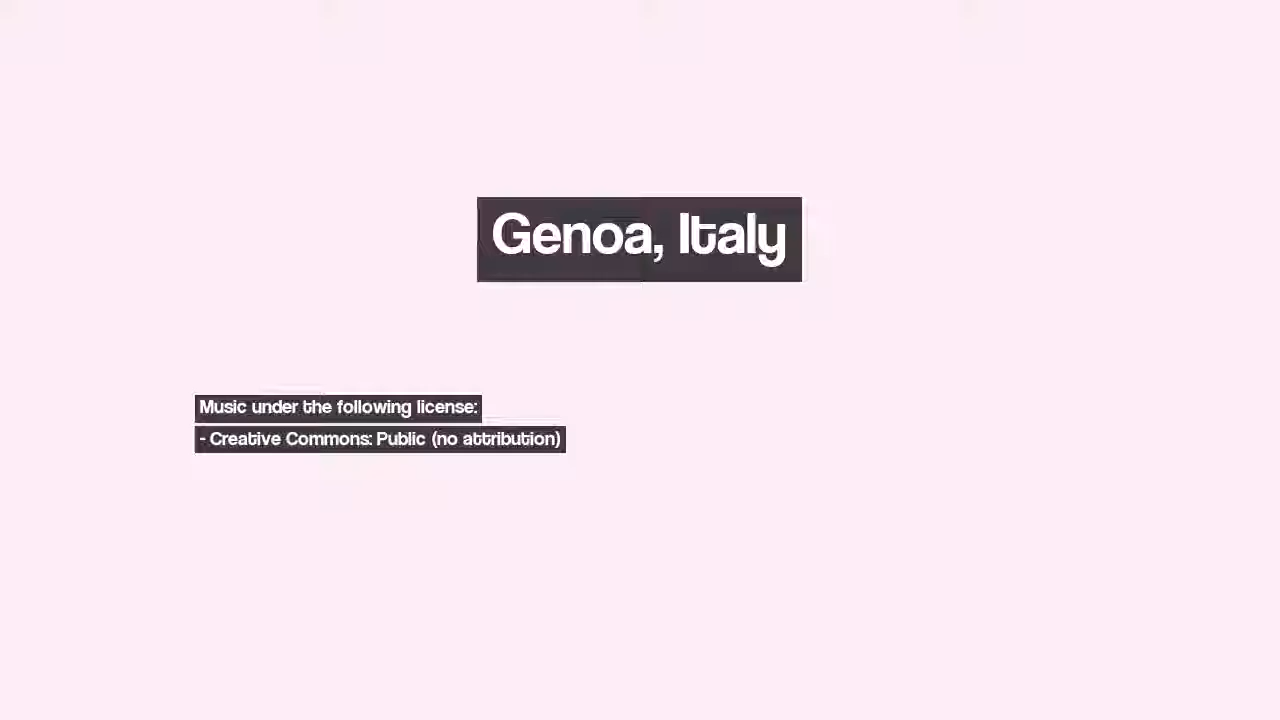 Genoa, Italy
Music under the following license:
- Creative Commons: Public (no attribution)